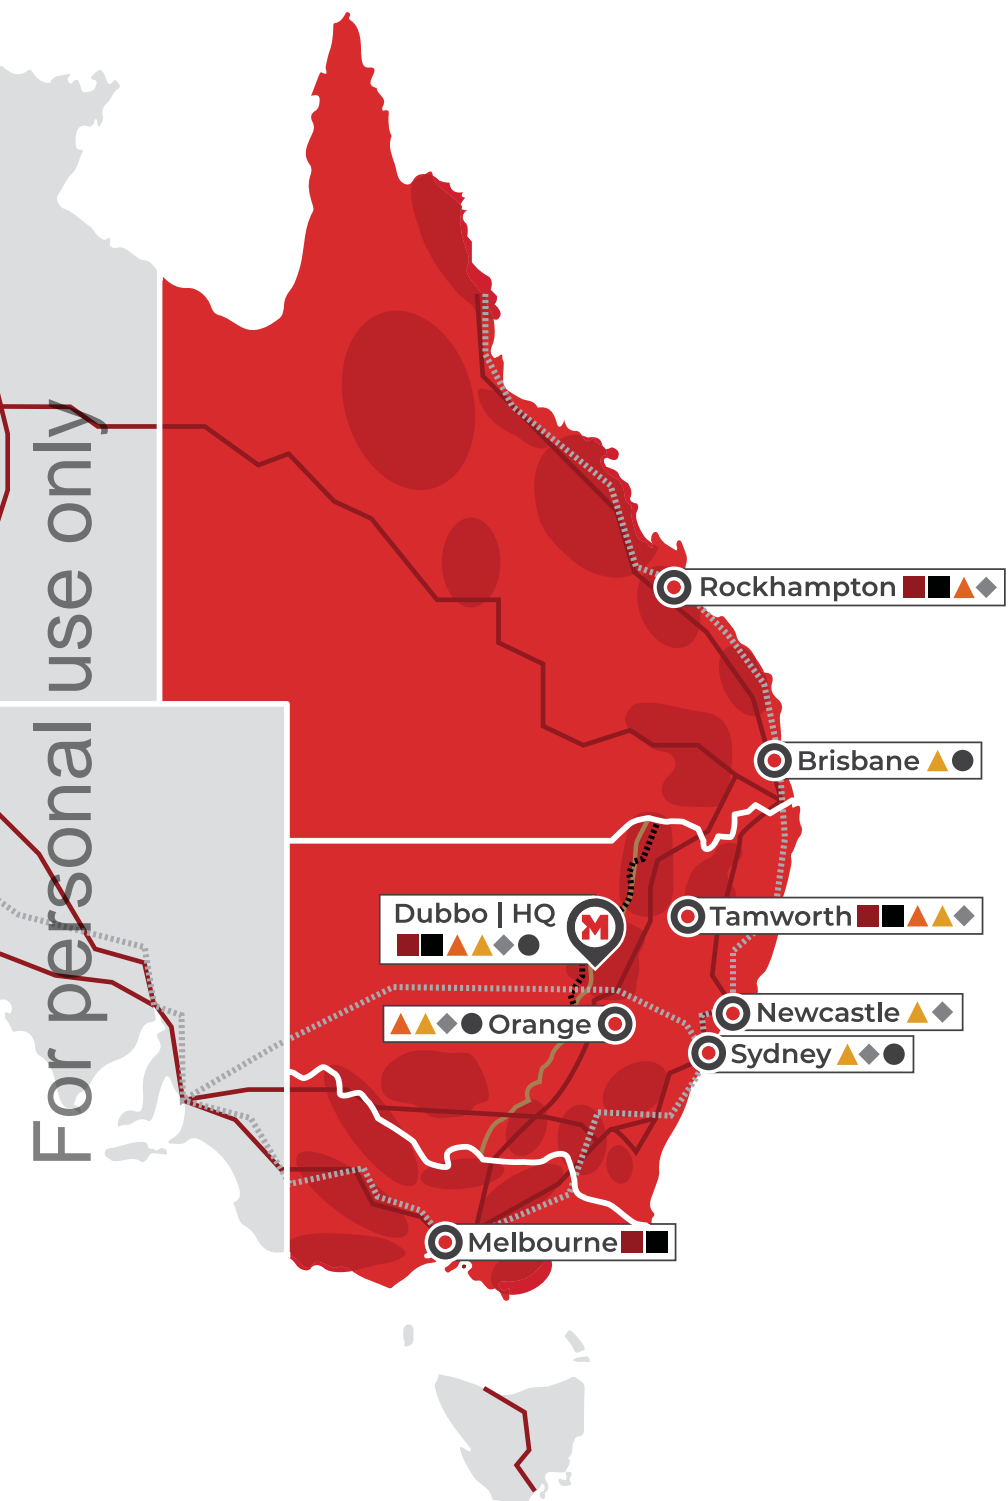 For personal use only
Rockhampton
Brisbane
Dubbo | HQ
M
Tamworth
Newcastle
Orange
Sydney
Melbourne